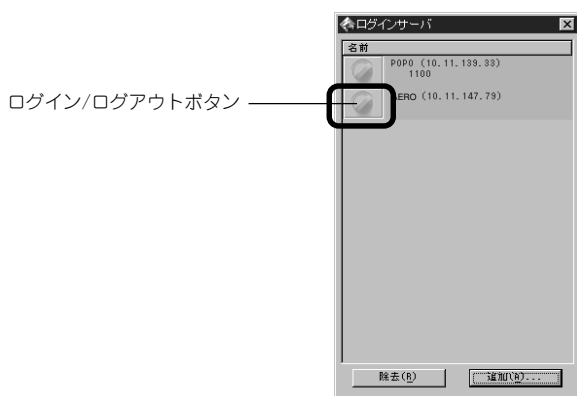 ログインサーバ
名前
POPO (10.11.139.33)
1100
AERO (10.11.147.79)
ログイン/ログアウトボタン
除去(R)
追加(A)...